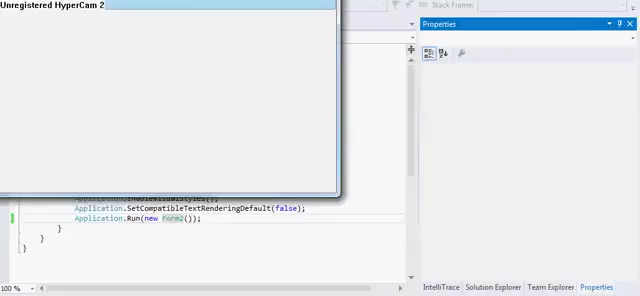 Unregistered HyperCam 2
Stack Frame:
Properties
Application.EnableVisualStyles();
Application.SetCompatibleTextRenderingDefault(false);
Application.Run(new Form2());
}
}
}
100 %
IntelliTrace Solution Explorer Team Explorer Properties